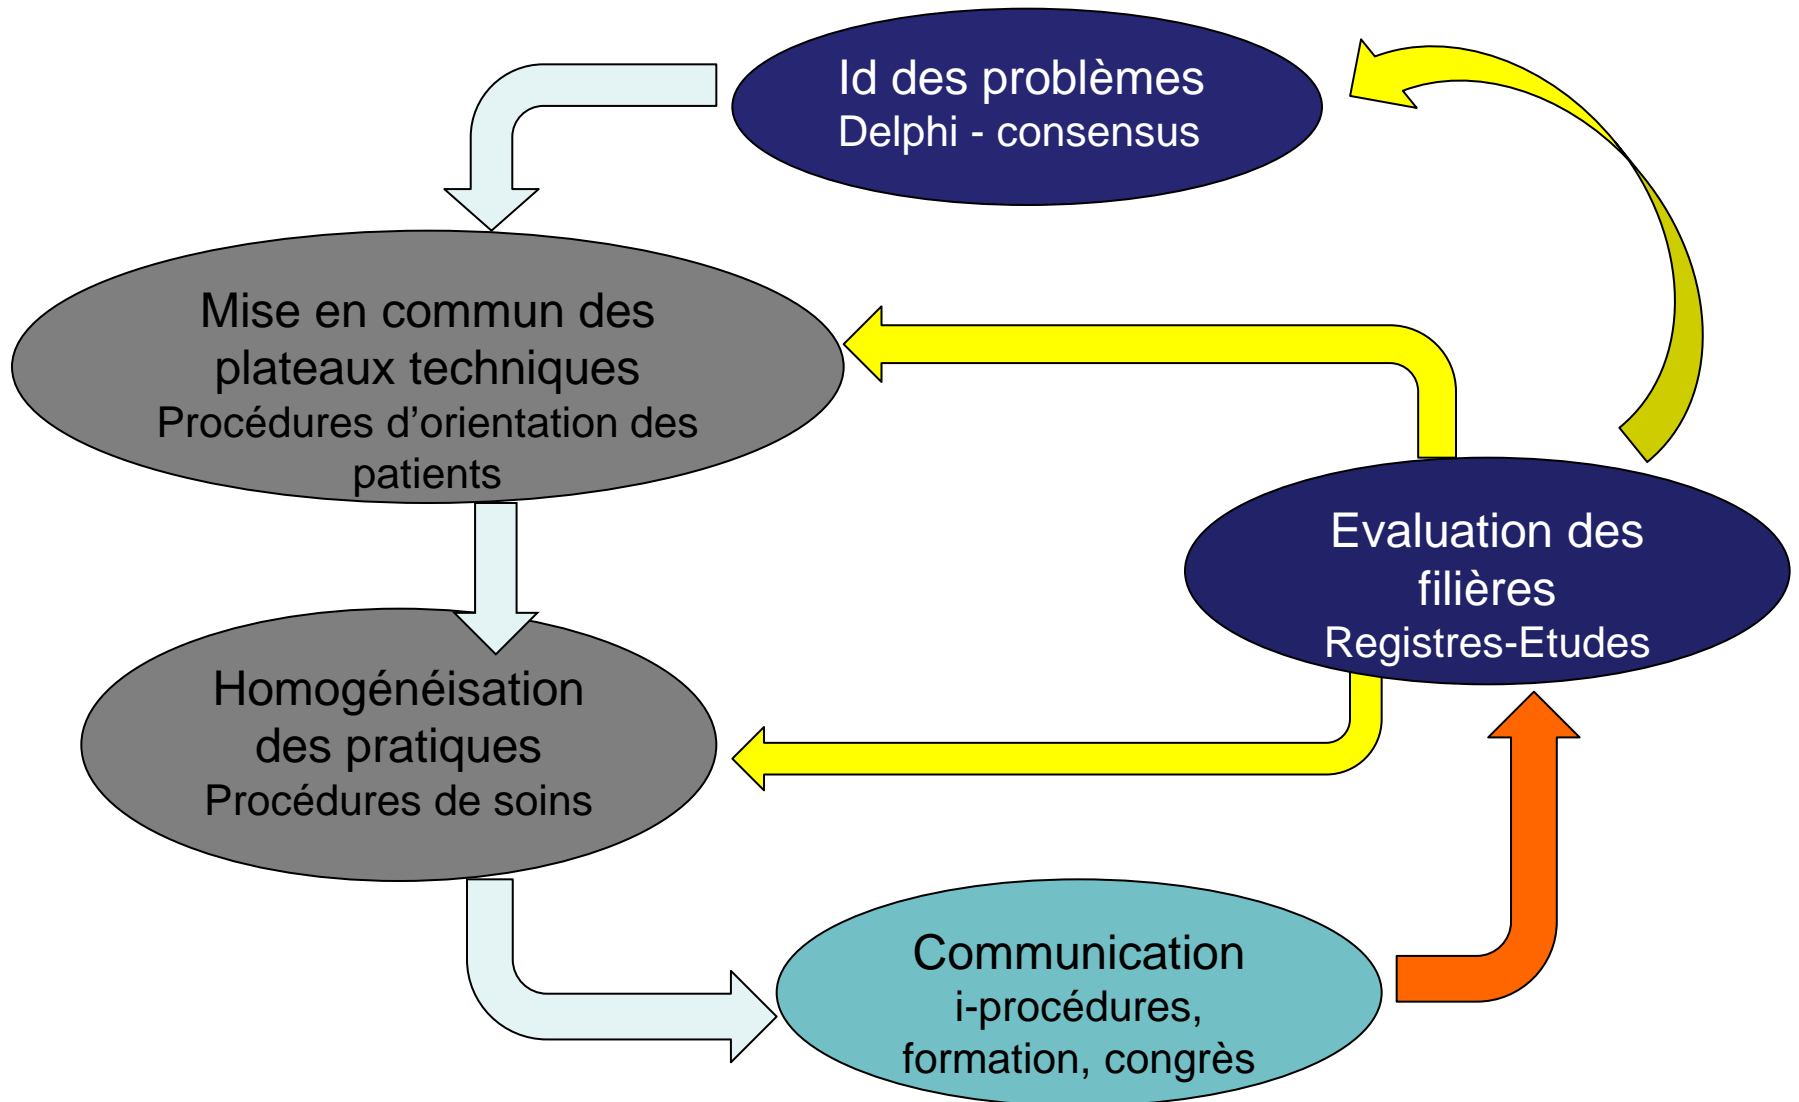 Id des problèmes
Delphi - consensus
Mise en commun des
plateaux techniques
Procédures d’orientation des
patients
Evaluation des
filières
Registres-Etudes
Homogénéisation
des pratiques
Procédures de soins
Communication
i-procédures,
formation, congrès